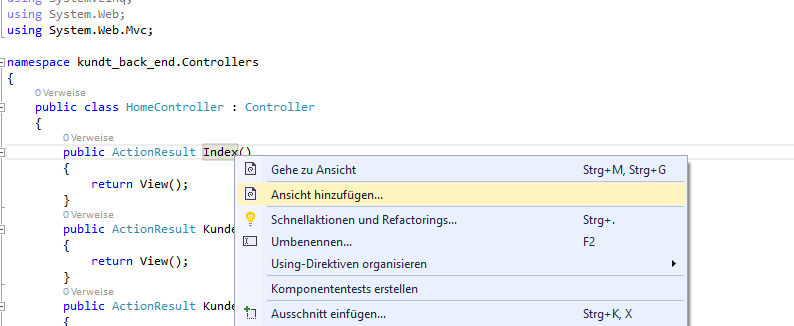 using System.Linq;
using System.Web;
using System.Web.Mvc;
namespace kundt_back_end.Controllers
{
0 Verweise
public class HomeController : Controller
{
0 Verweise
public ActionResult Index()
{
return View();
}
0 Verweise
public ActionResult Kunde
{
return View();
}
0 Verweise
public ActionResult Kunde
{
Gehe zu Ansicht Strg+M, Strg+G
Ansicht hinzufügen...
Schnellaktionen und Refactorings... Strg+.
Umbenennen... F2
Using-Direktiven organisieren
Komponententests erstellen
Ausschnitt einfügen... Strg+K, X